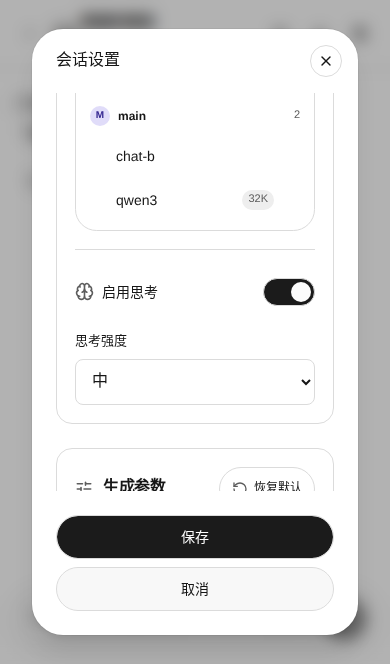 会话设置
M main 2
chat-b
qwen3 32K
启用思考
思考强度
中
生成参数 恢复默认
保存
取消